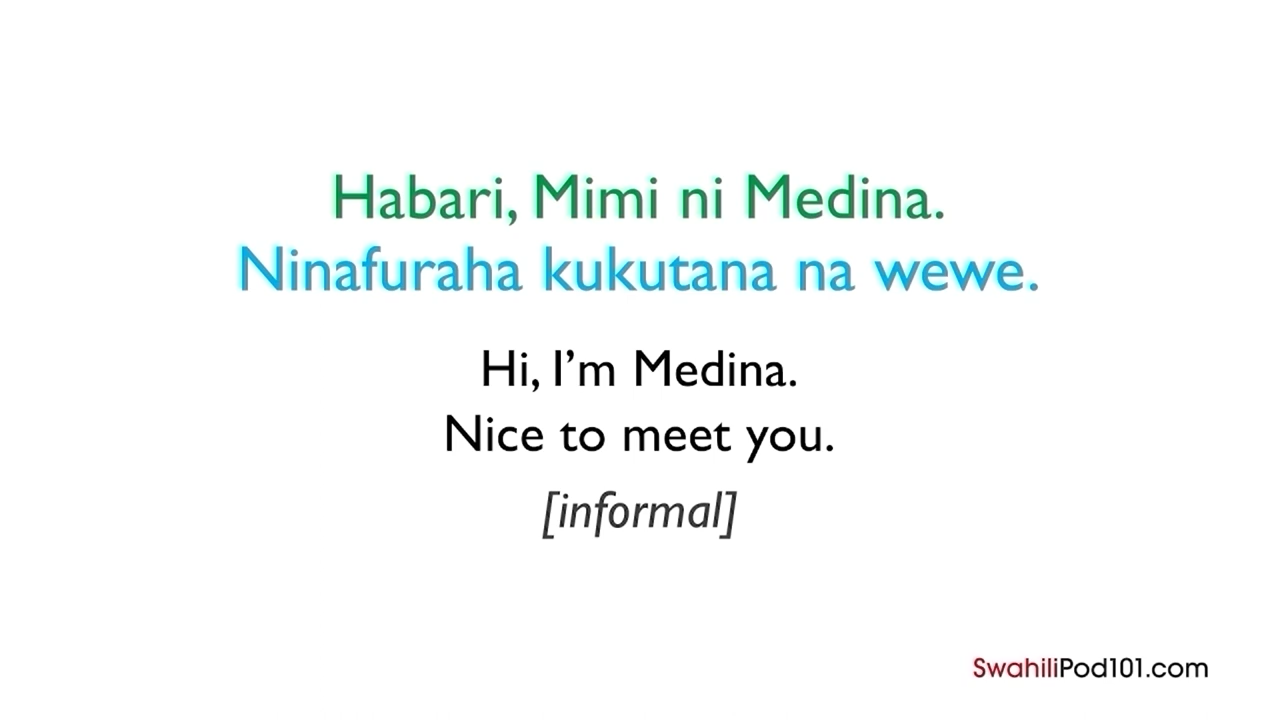 Habari, Mimi ni Medina.
Ninafuraha kukutana na wewe.
Hi, I’m Medina.
Nice to meet you.
[informal]
SwahiliPod101.com